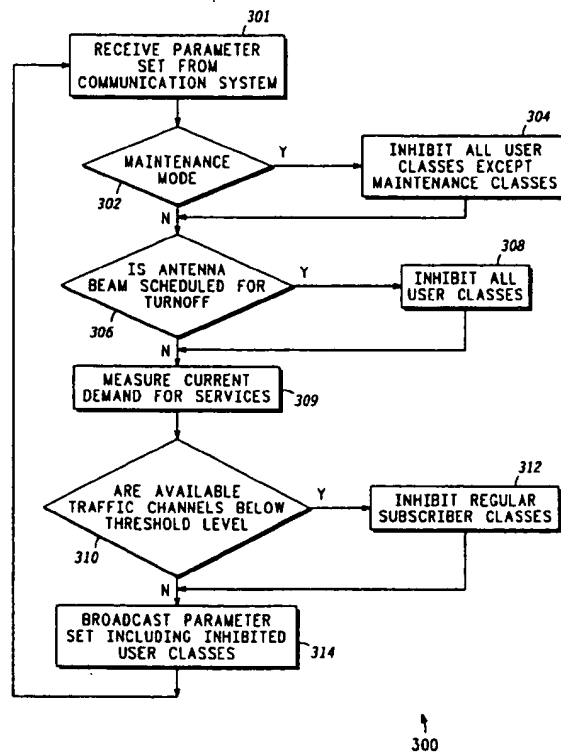 301
RECEIVE PARAMETER
SET FROM
COMMUNICATION SYSTEM
MAINTENANCE
MODE
302
Y
N
304
INHIBIT ALL USER
CLASSES EXCEPT
MAINTENANCE CLASSES
IS ANTENNA
BEAM SCHEDULED FOR
TURNOFF
306
Y
N
308
INHIBIT ALL
USER CLASSES
MEASURE CURRENT
DEMAND FOR SERVICES
309
ARE AVAILABLE
TRAFFIC CHANNELS BELOW
THRESHOLD LEVEL
310
Y
N
312
INHIBIT REGULAR
SUBSCRIBER CLASSES
BROADCAST PARAMETER
SET INCLUDING INHIBITED
USER CLASSES
314
300